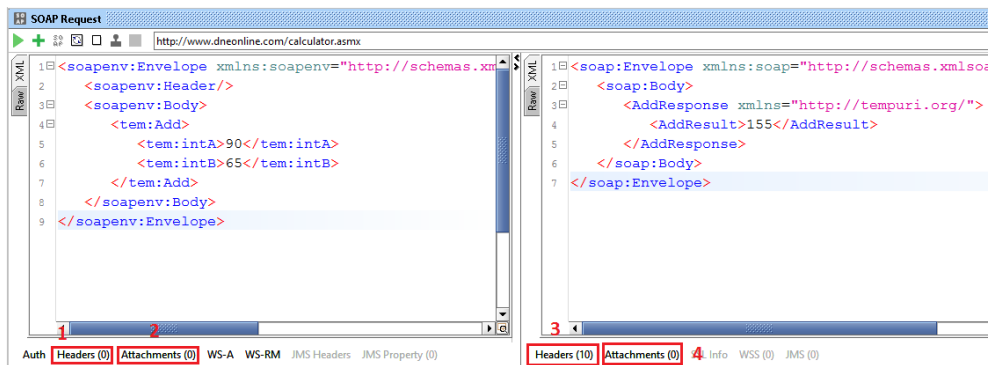 SOAP Request
http://www.dneonline.com/calculator.asmx
XML
Raw
1 <soapenv:Envelope xmlns:soapenv="http://schemas.xm
2 <soapenv:Header/>
3 <soapenv:Body>
4 <tem:Add>
5 <tem:intA>90</tem:intA>
6 <tem:intB>65</tem:intB>
7 </tem:Add>
8 </soapenv:Body>
9 </soapenv:Envelope>
1 2
Auth Headers (0) Attachments (0) WS-A WS-RM JMS Headers JMS Property (0)
XML
Raw
1 <soap:Envelope xmlns:soap="http://schemas.xmlsoa
2 <soap:Body>
3 <AddResponse xmlns="http://tempuri.org/">
4 <AddResult>155</AddResult>
5 </AddResponse>
6 </soap:Body>
7 </soap:Envelope>
3
Headers (10) Attachments (0) 4 Info WSS (0) JMS (0)